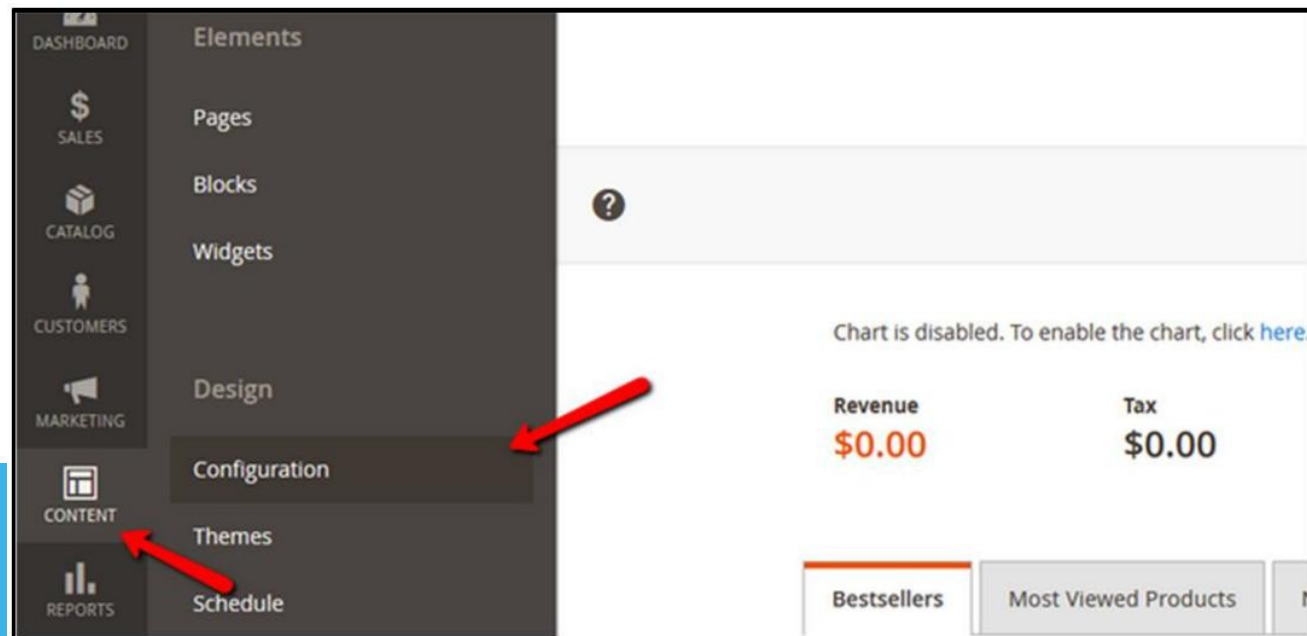 DASHBOARD
SALES
CATALOG
CUSTOMERS
MARKETING
CONTENT
REPORTS
Elements
Pages
Blocks
Widgets
Design
Configuration
Themes
Schedule
?
Chart is disabled. To enable the chart, click here.
Revenue Tax
$0.00 $0.00
Bestsellers Most Viewed Products